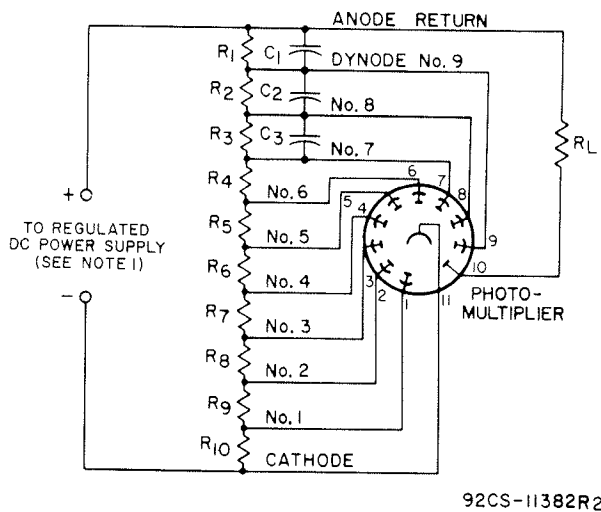 ANODE RETURN
R1
C1
DYNODE No. 9
R2
C2
No. 8
R3
C3
No. 7
RL
R4
No. 6
6
7
5
8
4
9
+
TO REGULATED
DC POWER SUPPLY
(SEE NOTE 1)
−
R5
No. 5
R6
No. 4
3
2
1
11
10
PHOTO-
MULTIPLIER
R7
No. 3
R8
No. 2
R9
No. 1
R10
CATHODE
92CS-11382R2